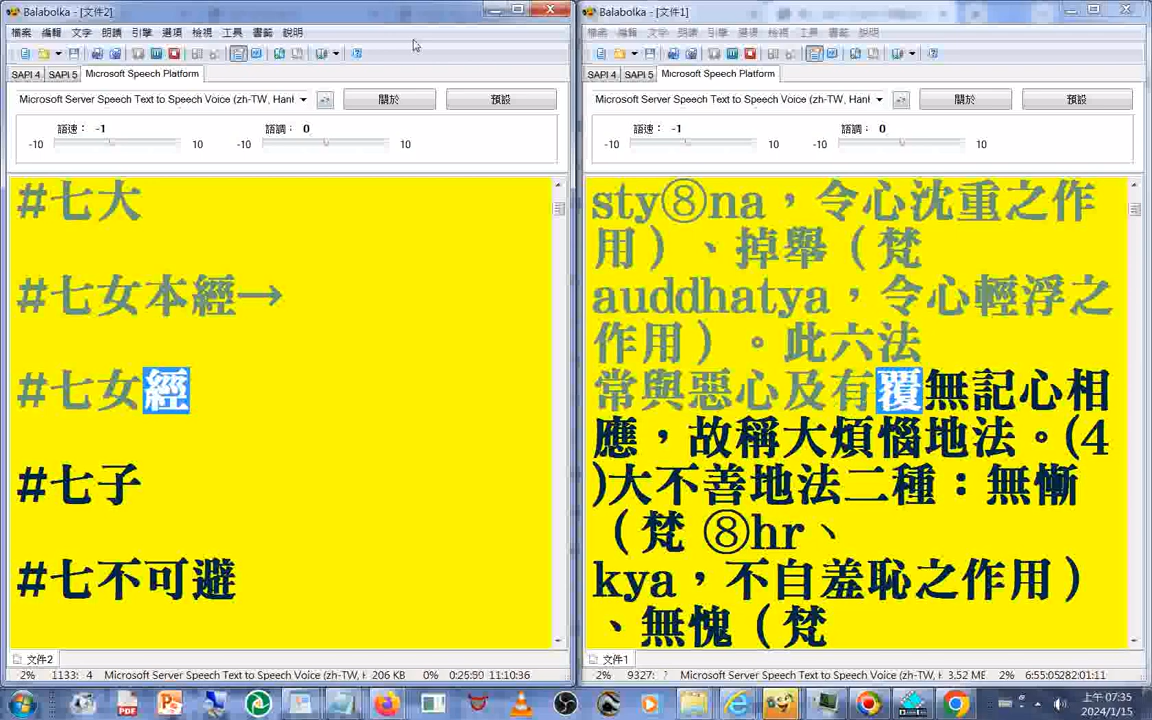 Balabolka - [文件2]
檔案 編輯 文字 朗讀 引擎 選項 檢視 工具 書籤 說明
SAPI 4 SAPI 5 Microsoft Speech Platform
Microsoft Server Speech Text to Speech Voice (zh-TW, Hanl
關於 預設
語速： -1 語調： 0
-10 10 -10 10
#七大
#七女本經→
#七女經
#七子
#七不可避
文件2
2% 1133: 4 Microsoft Server Speech Text to Speech Voice (zh-TW, 206 KB 0% 0:25:59 11:10:36
Balabolka - [文件1]
檔案 編輯 文字 朗讀 引擎 選項 檢視 工具 書籤 說明
SAPI 4 SAPI 5 Microsoft Speech Platform
Microsoft Server Speech Text to Speech Voice (zh-TW, Hanl
關於 預設
語速： -1 語調： 0
-10 10 -10 10
sty⑧na，令心沈重之作
用）、掉舉（梵
auddhatya，令心輕浮之
作用）。此六法
常與惡心及有覆無記心相
應，故稱大煩惱地法。(4
)大不善地法二種：無慚
（梵 ⑧hr、
kya，不自羞恥之作用）
、無愧（梵
文件1
2% 9327: 7 Microsoft Server Speech Text to Speech Voice (zh-TW, 3.52 ME 6:55:05282:01:11
上午 07:35
2024/1/15